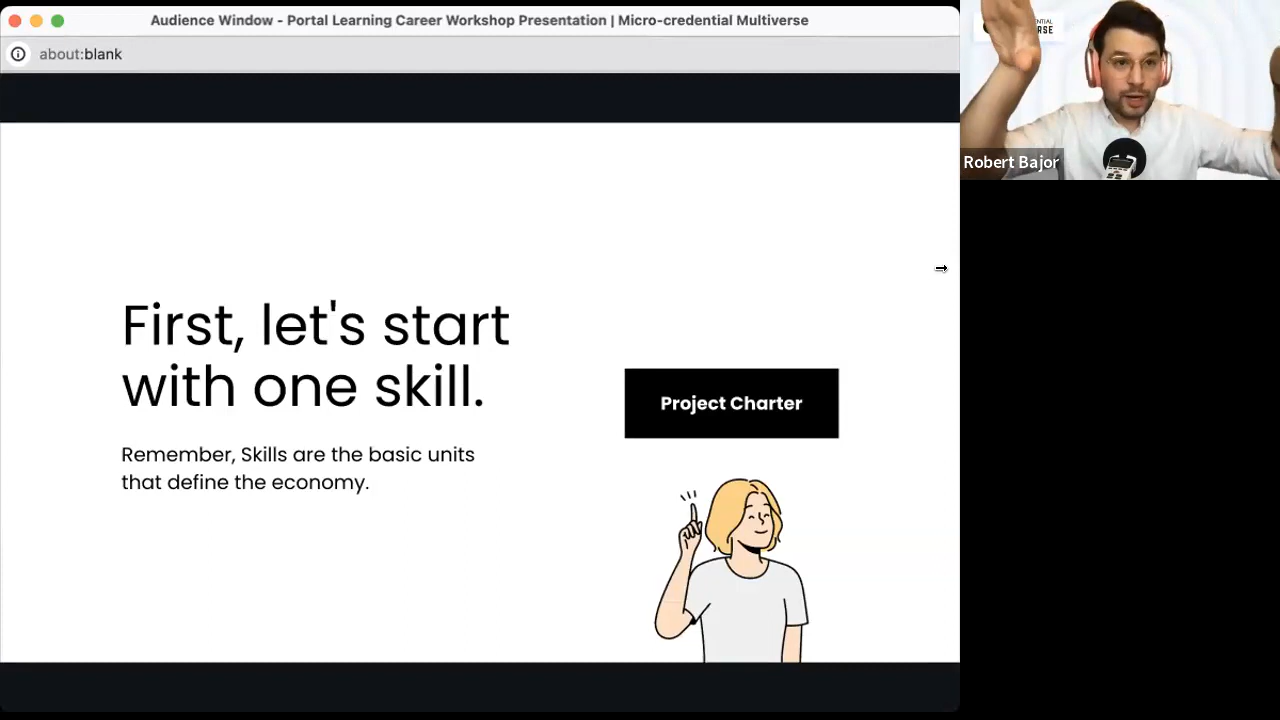 Audience Window - Portal Learning Career Workshop Presentation | Micro-credential Multiverse
about:blank
First, let's start
with one skill.
Remember, Skills are the basic units
that define the economy.
Project Charter
Robert Bajor